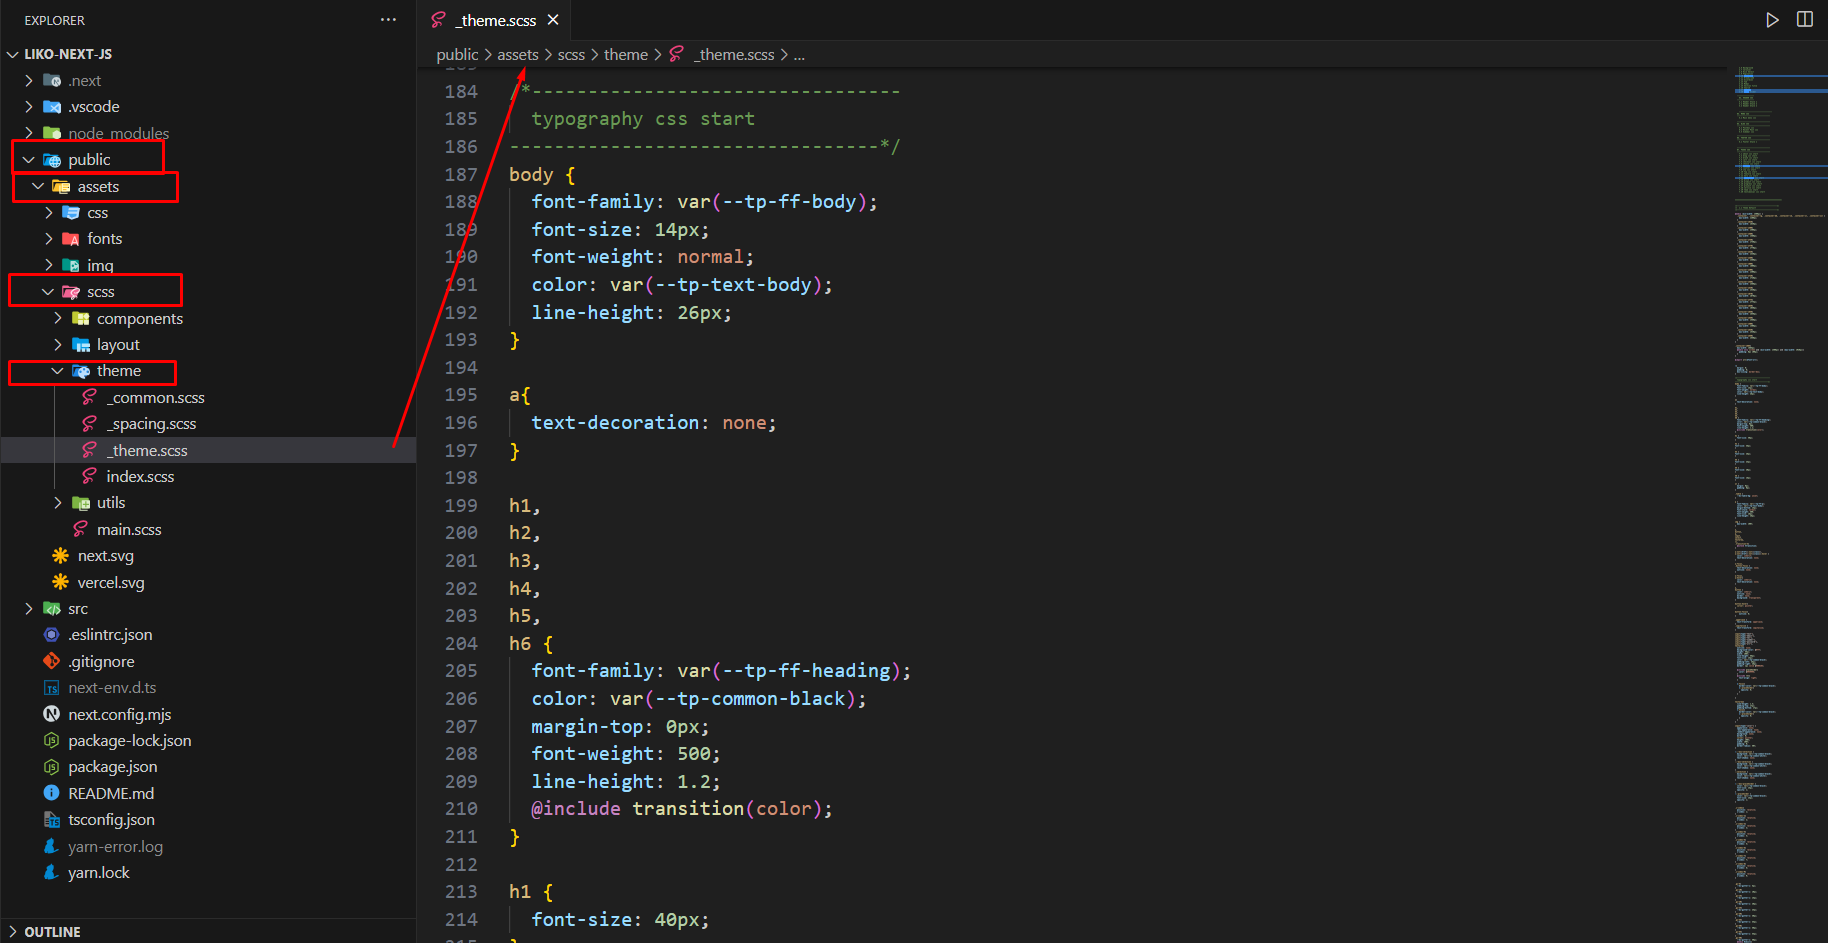 EXPLORER
LIKO-NEXT-JS
.next
.vscode
node_modules
public
assets
css
fonts
img
scss
components
layout
theme
_common.scss
_spacing.scss
_theme.scss
index.scss
utils
main.scss
next.svg
vercel.svg
src
.eslintrc.json
.gitignore
next-env.d.ts
next.config.mjs
package-lock.json
package.json
README.md
tsconfig.json
yarn-error.log
yarn.lock
OUTLINE
_theme.scss
public > assets > scss > theme > _theme.scss > ...
184 /*---------------------------------
185   typography css start
186 ---------------------------------*/
187 body {
188   font-family: var(--tp-ff-body);
189   font-size: 14px;
190   font-weight: normal;
191   color: var(--tp-text-body);
192   line-height: 26px;
193 }
194
195 a{
196   text-decoration: none;
197 }
198
199 h1,
200 h2,
201 h3,
202 h4,
203 h5,
204 h6 {
205   font-family: var(--tp-ff-heading);
206   color: var(--tp-common-black);
207   margin-top: 0px;
208   font-weight: 500;
209   line-height: 1.2;
210   @include transition(color);
211 }
212
213 h1 {
214   font-size: 40px;